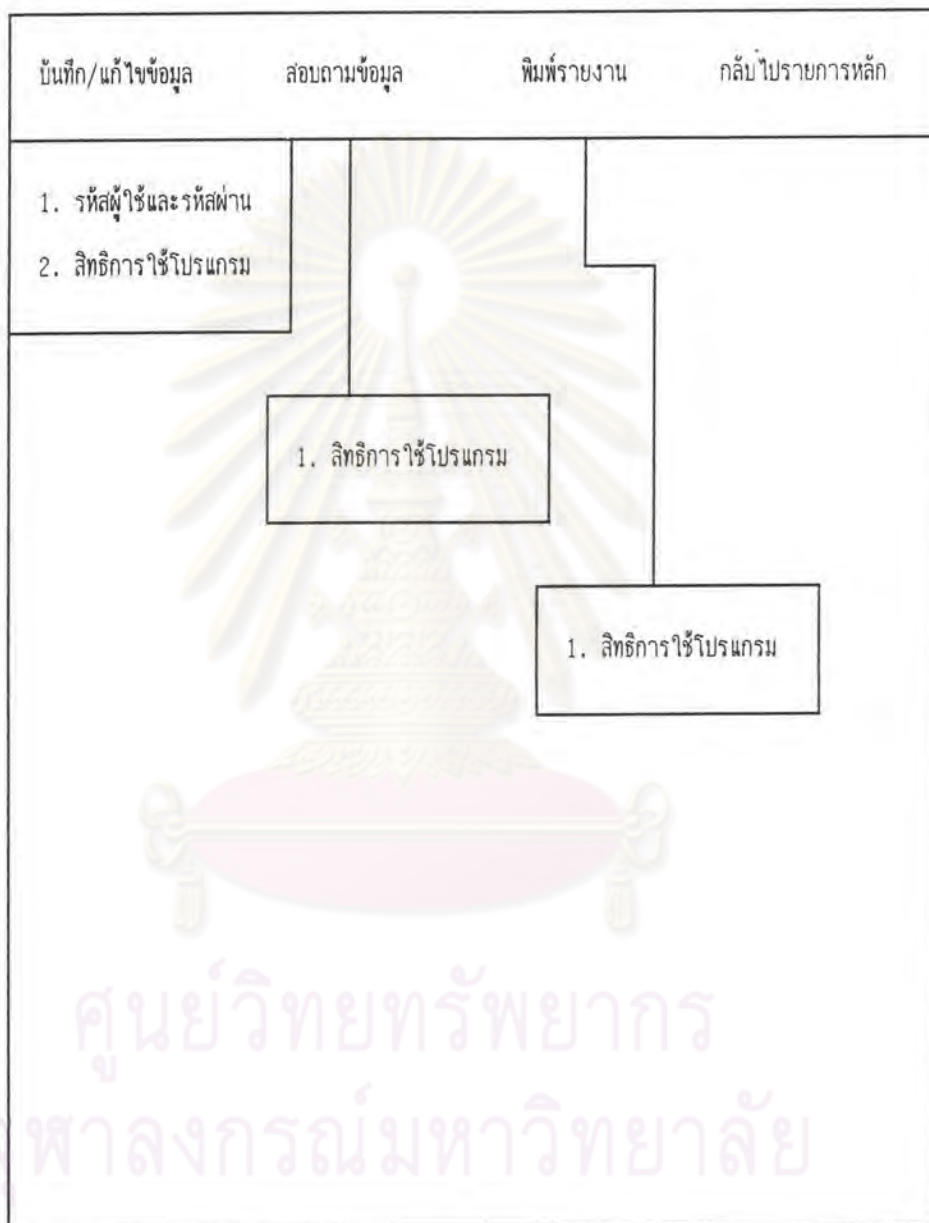 บันทึก/แก้ไขข้อมูล สอบถามข้อมูล พิมพ์รายงาน กลับไปรายการหลัก
1. รหัสผู้ใช้และรหัสผ่าน
2. สิทธิการใช้โปรแกรม
1. สิทธิการใช้โปรแกรม
1. สิทธิการใช้โปรแกรม
ศูนย์วิทยทรัพยากร
จุฬาลงกรณ์มหาวิทยาลัย